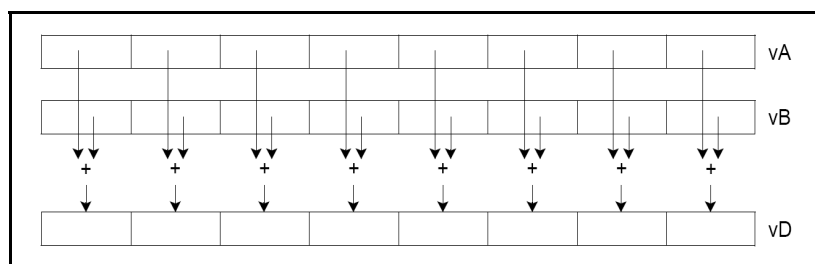 vA
vB
+ + + + + + + +
vD